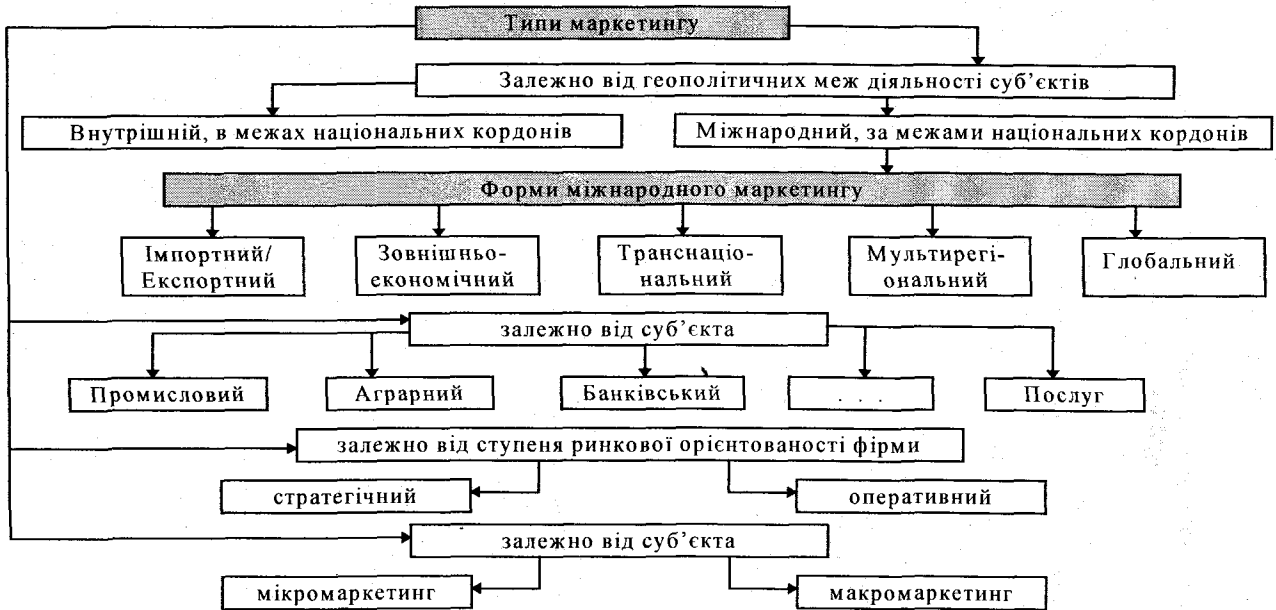 Типи маркетингу
Залежно від геополітичних меж діяльності суб’єктів
Внутрішній, в межах національних кордонів
Міжнародний, за межами національних кордонів
Форми міжнародного маркетингу
Імпортний/
Експортний
Зовнішньо-
економічний
Транснаціо-
нальний
Мультирегі-
ональний
Глобальний
залежно від суб’єкта
Промисловий
Аграрний
Банківський
. . .
Послуг
залежно від ступеня ринкової орієнтованості фірми
стратегічний
оперативний
залежно від суб’єкта
мікромаркетинг
макромаркетинг